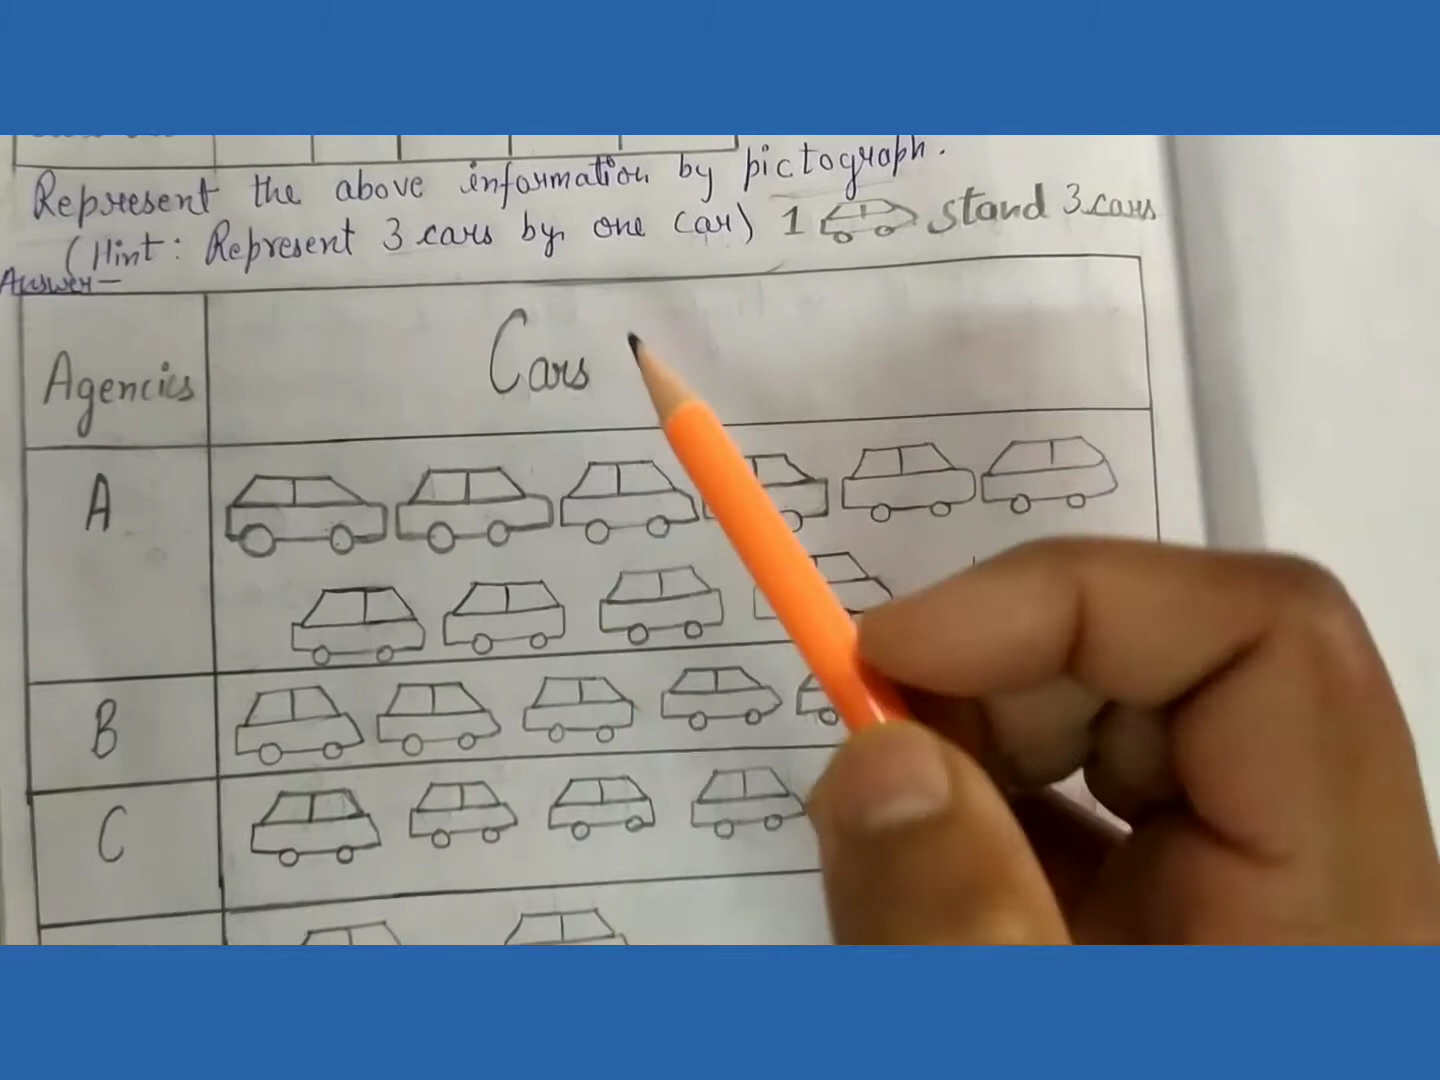 Represent the above information by pictograph.
(Hint: Represent 3 cars by one car) 1 stand 3 cars
Answer-
Agencies Cars
A
B
C